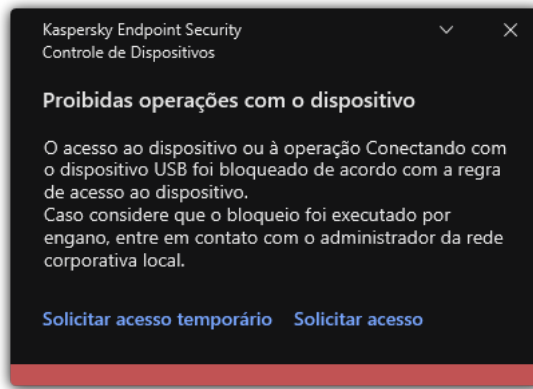 Kaspersky Endpoint Security
Controle de Dispositivos
Proibidas operações com o dispositivo
O acesso ao dispositivo ou à operação Conectando com
o dispositivo USB foi bloqueado de acordo com a regra
de acesso ao dispositivo.
Caso considere que o bloqueio foi executado por
engano, entre em contato com o administrador da rede
corporativa local.
Solicitar acesso temporário Solicitar acesso